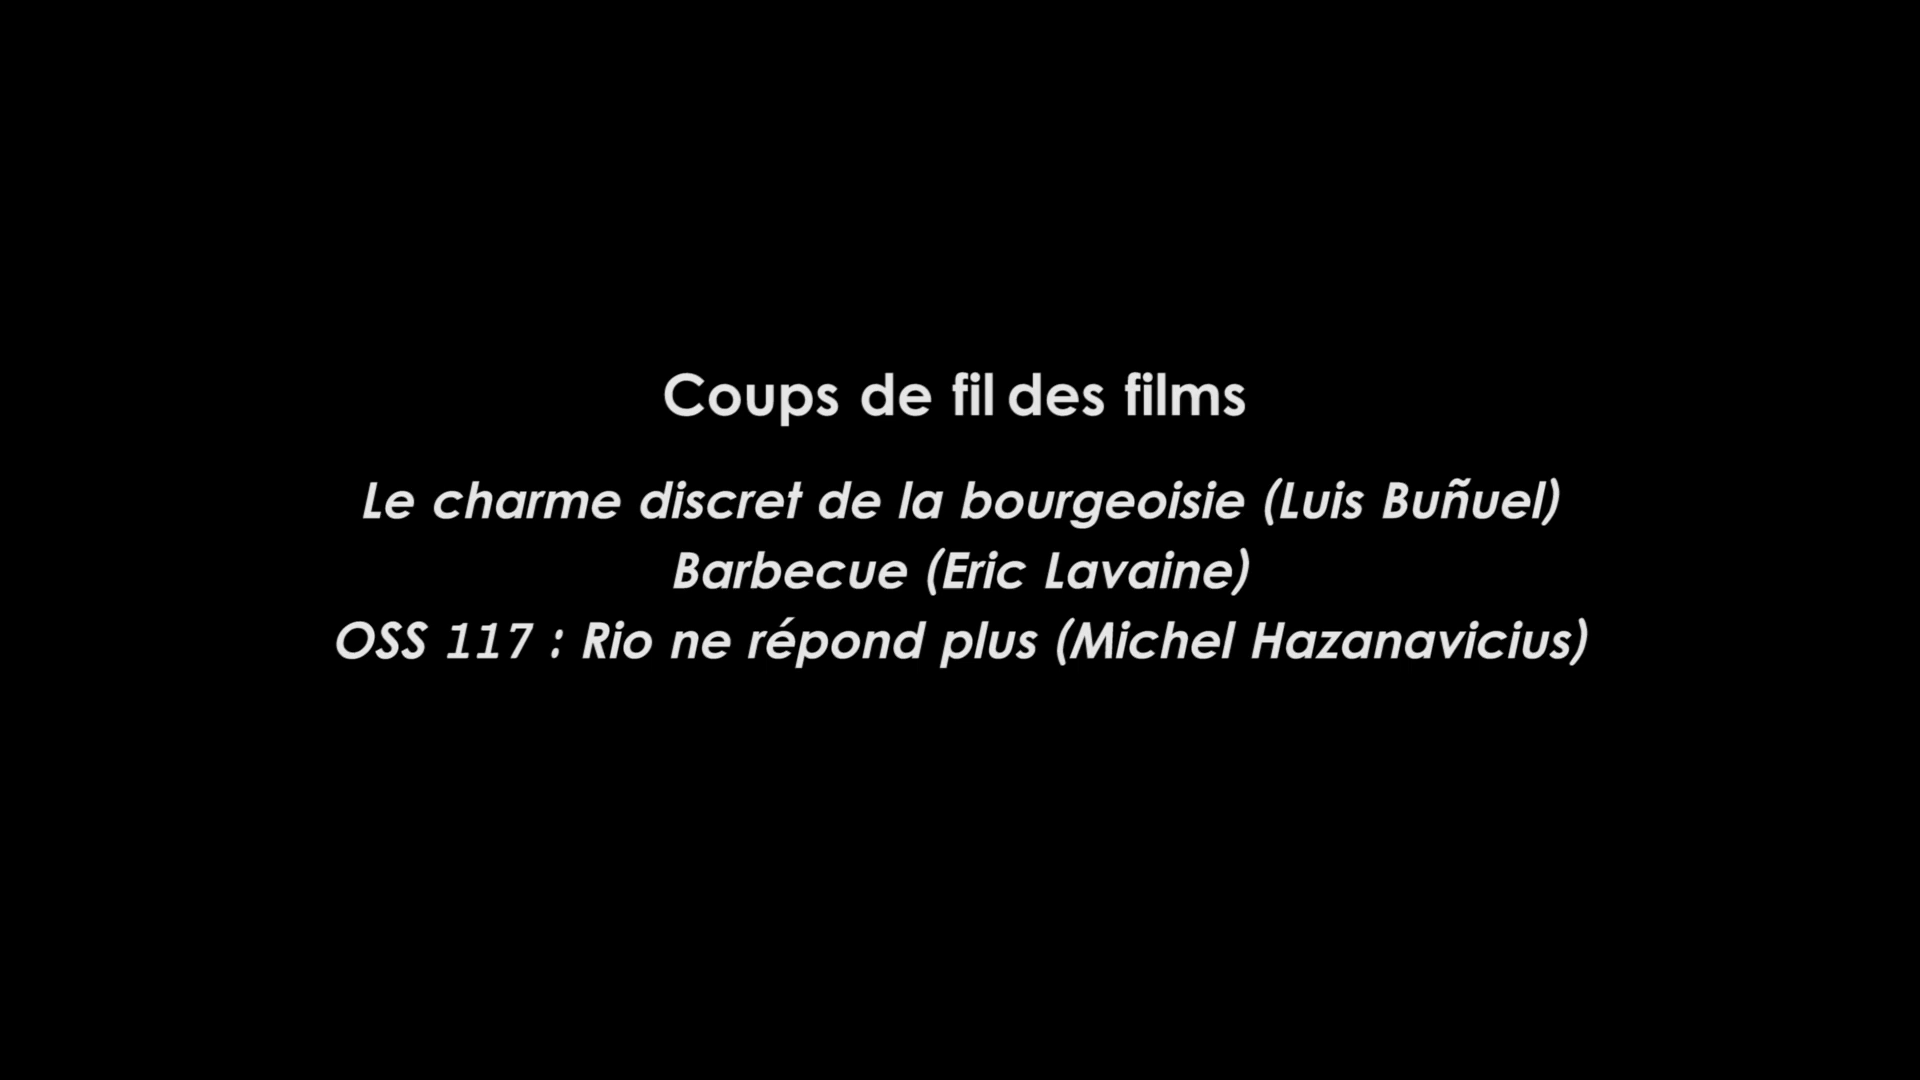 Coups de fil des films
Le charme discret de la bourgeoisie (Luis Buñuel)
Barbecue (Eric Lavaine)
OSS 117 : Rio ne répond plus (Michel Hazanavicius)